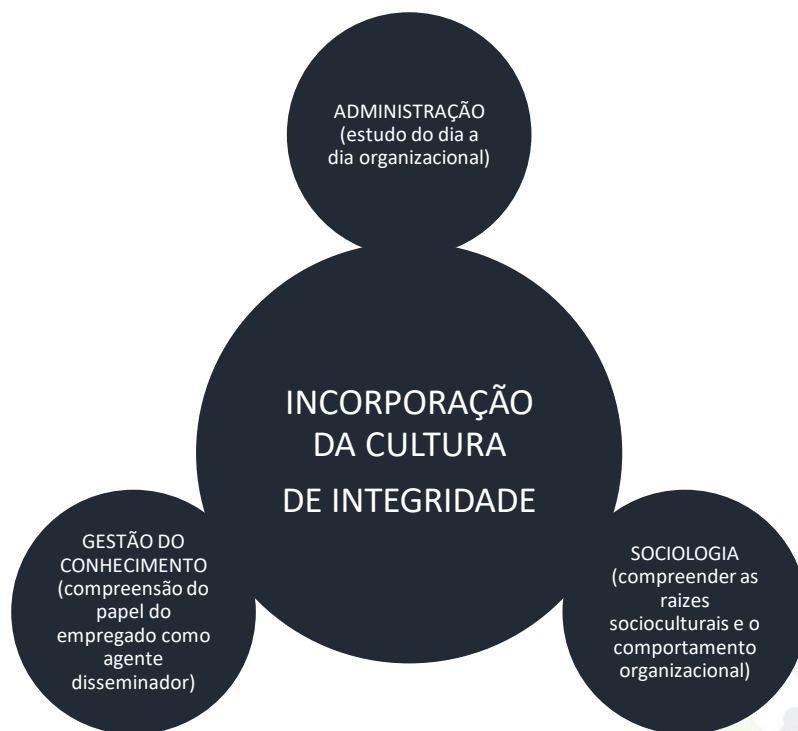 ADMINISTRAÇÃO
(estudo do dia a
dia organizacional)
INCORPORAÇÃO
DA CULTURA
DE INTEGRIDADE
GESTÃO DO
CONHECIMENTO
(compreensão do
papel do
empregado como
agente
disseminador)
SOCIOLOGIA
(compreender as
raizes
socioculturais e o
comportamento
organizacional)